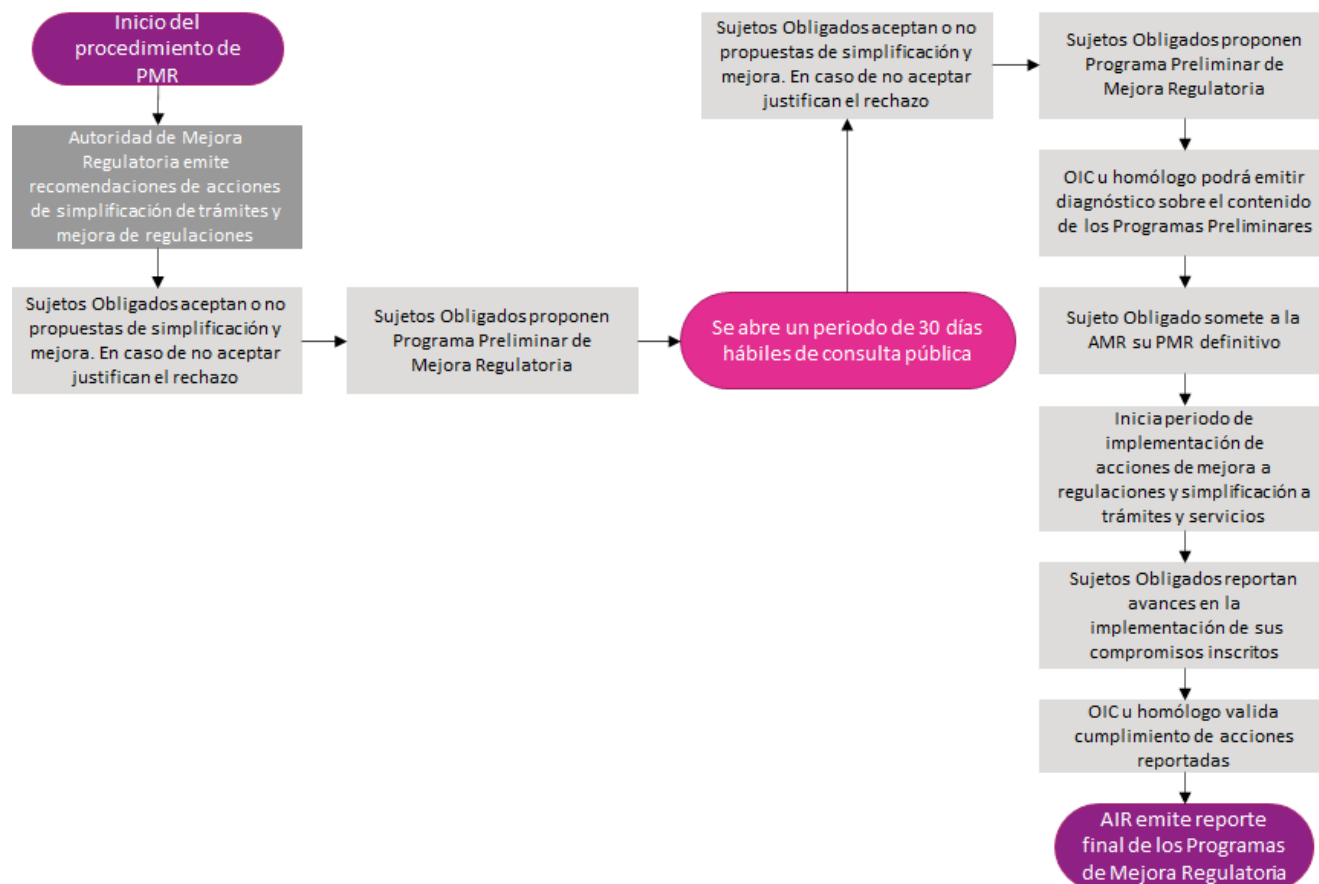 Inicio del
procedimiento de
PMR
Autoridad de Mejora
Regulatoria emite
recomendaciones de acciones
de simplificación de trámites y
mejora de regulaciones
Sujetos Obligados aceptan o no
propuestas de simplificación y
mejora. En caso de no aceptar
justifican el rechazo
Sujetos Obligados proponen
Programa Preliminar de
Mejora Regulatoria
Se abre un periodo de 30 días
hábiles de consulta pública
Sujetos Obligados aceptan o no
propuestas de simplificación y
mejora. En caso de no aceptar
justifican el rechazo
Sujetos Obligados proponen
Programa Preliminar de
Mejora Regulatoria
OIC u homólogo podrá emitir
diagnóstico sobre el contenido
de los Programas Preliminares
Sujeto Obligado somete a la
AMR su PMR definitivo
Inicia periodo de
implementación de
acciones de mejora a
regulaciones y simplificación a
trámites y servicios
Sujetos Obligados reportan
avances en la
implementación de sus
compromisos inscritos
OIC u homólogo valida
cumplimiento de acciones
reportadas
AIR emite reporte
final de los Programas
de Mejora Regulatoria